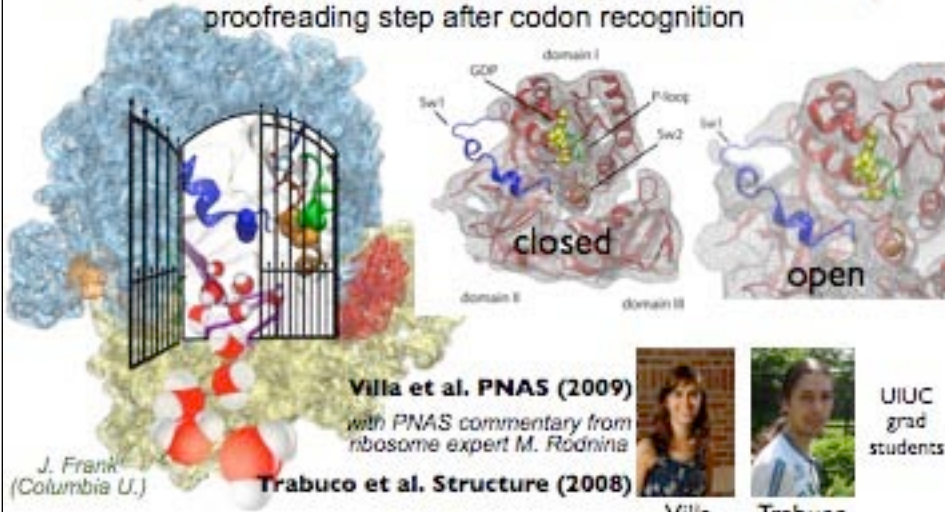 proofreading step after codon recognition
domain I
GDP
Sw1
P-loop
Sw2
closed
domain II
domain III
Sw1
open
Villa et al. PNAS (2009)
with PNAS commentary from
ribosome expert M. Rodnina
Trabuco et al. Structure (2008)
J. Frank
(Columbia U.)
UIUC
grad
students
Villa
Trabuco